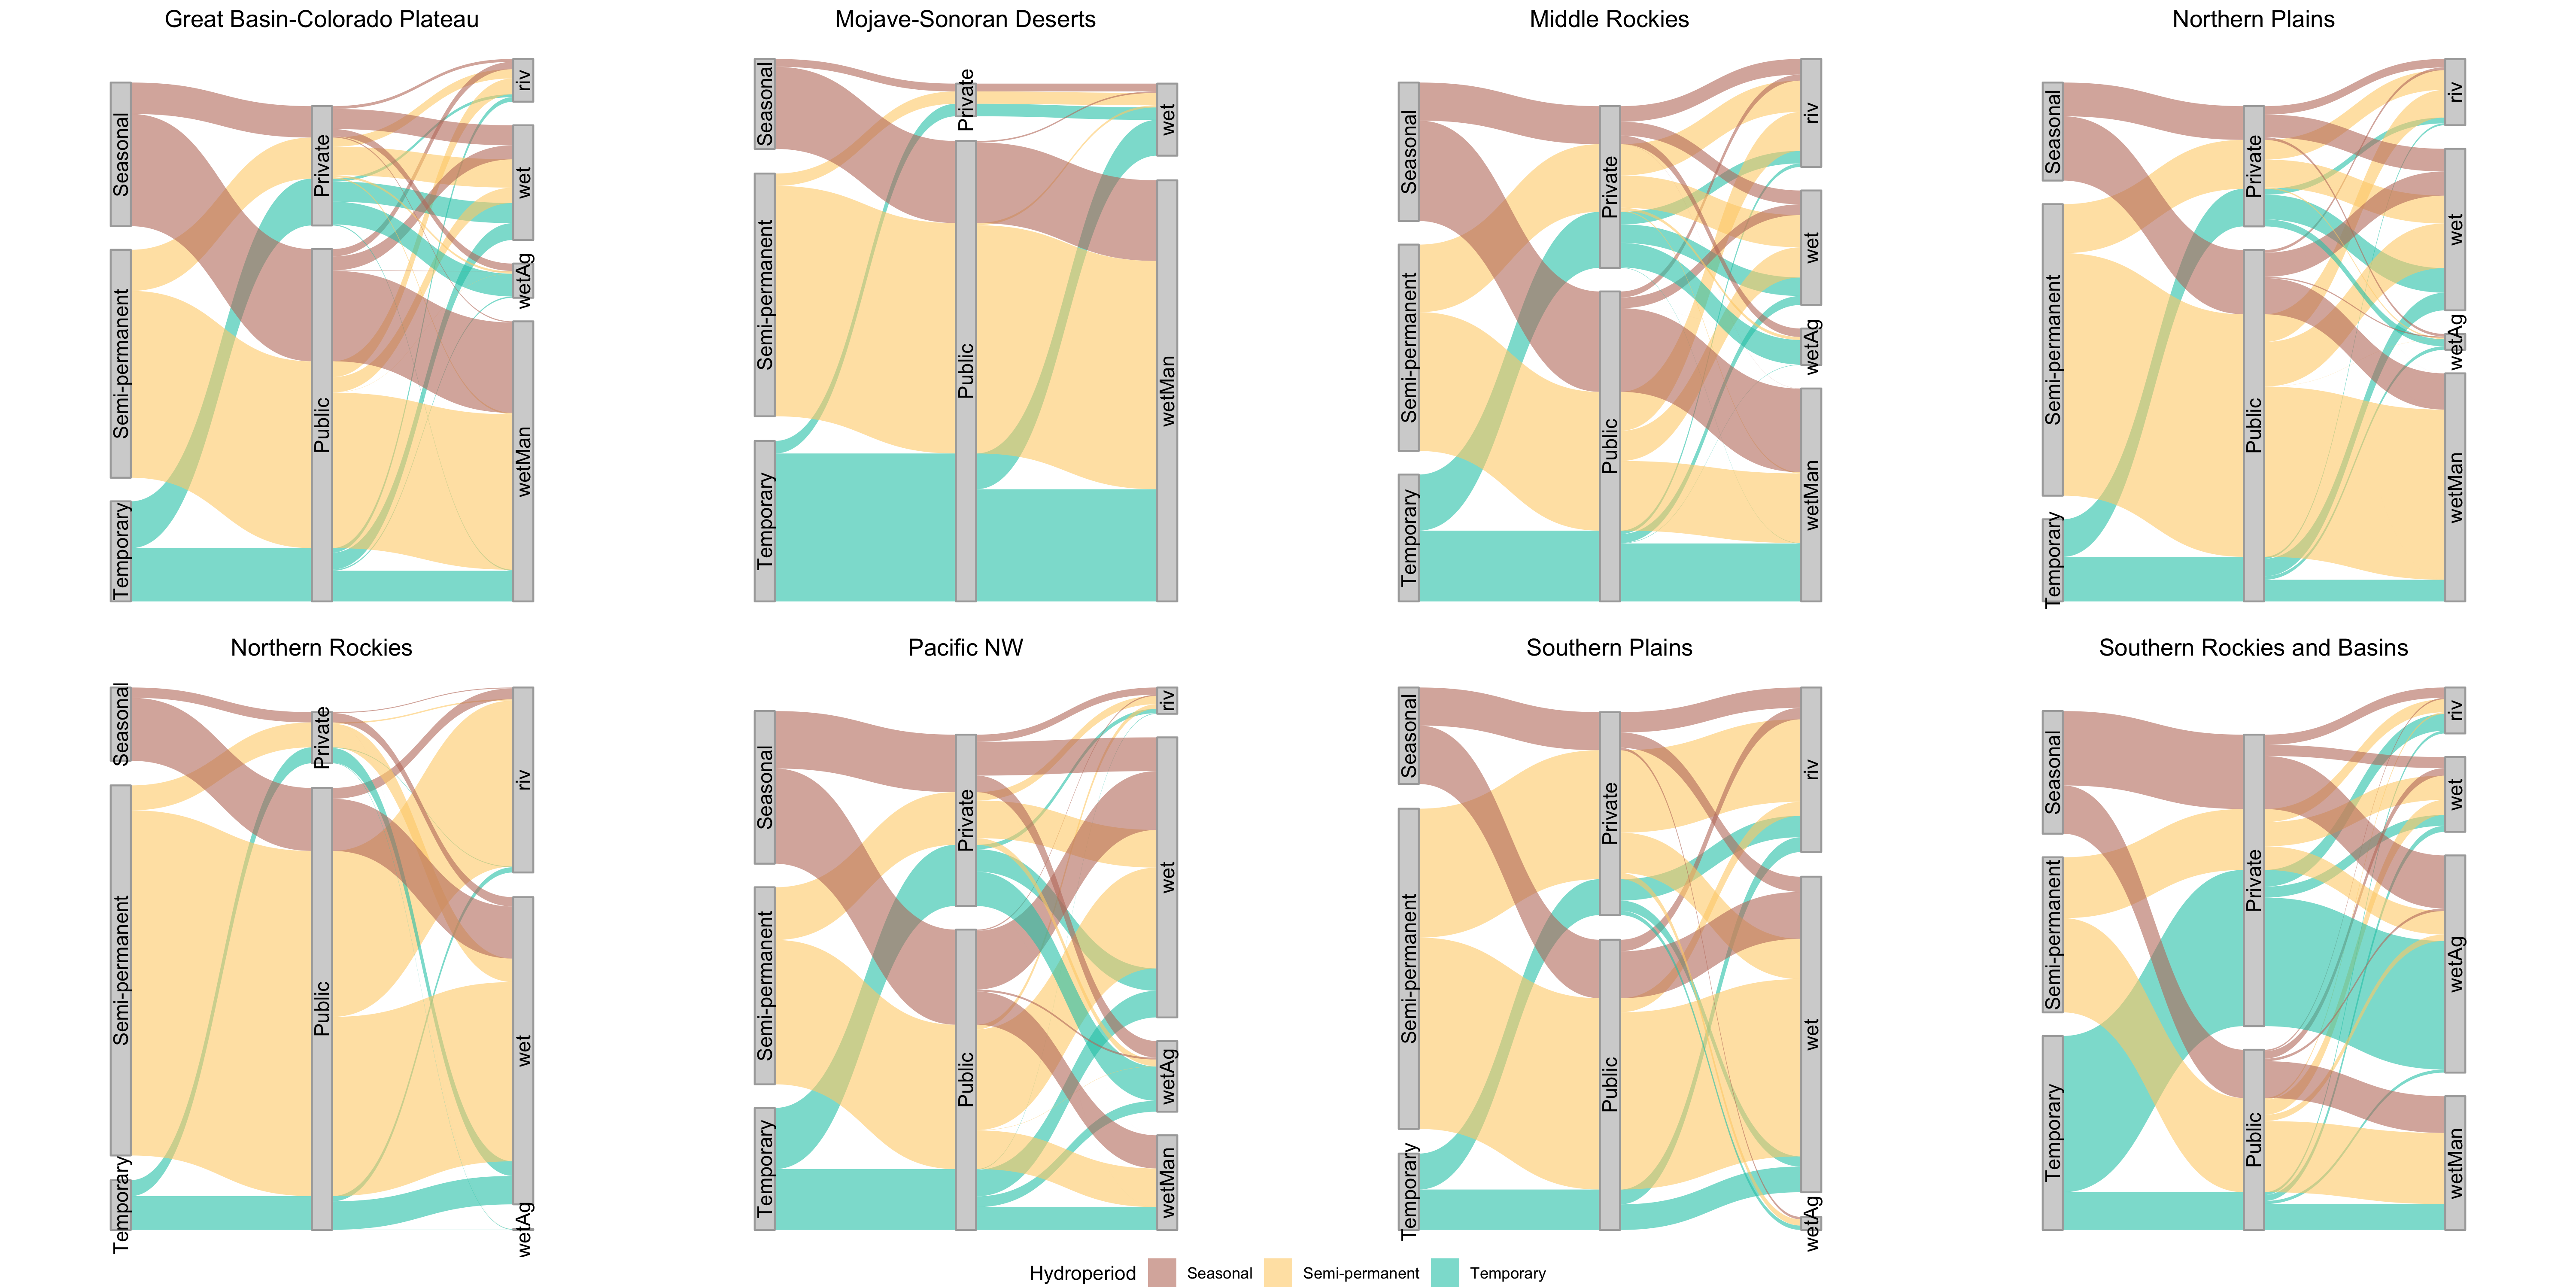 Great Basin-Colorado Plateau
Seasonal
Semi-permanent
Temporary
Private
Public
riv
wet
wetAg
wetMan
Mojave-Sonoran Deserts
Seasonal
Semi-permanent
Temporary
Private
Public
wet
wetMan
Middle Rockies
Seasonal
Semi-permanent
Temporary
Private
Public
riv
wet
wetAg
wetMan
Northern Plains
Seasonal
Semi-permanent
Temporary
Private
Public
riv
wet
wetAg
wetMan
Northern Rockies
Seasonal
Semi-permanent
Temporary
Private
Public
riv
wet
wetAg
Pacific NW
Seasonal
Semi-permanent
Temporary
Private
Public
riv
wet
wetAg
wetMan
Southern Plains
Seasonal
Semi-permanent
Temporary
Private
Public
riv
wet
wetAg
Southern Rockies and Basins
Seasonal
Semi-permanent
Temporary
Private
Public
riv
wet
wetAg
wetMan
Hydroperiod Seasonal Semi-permanent Temporary